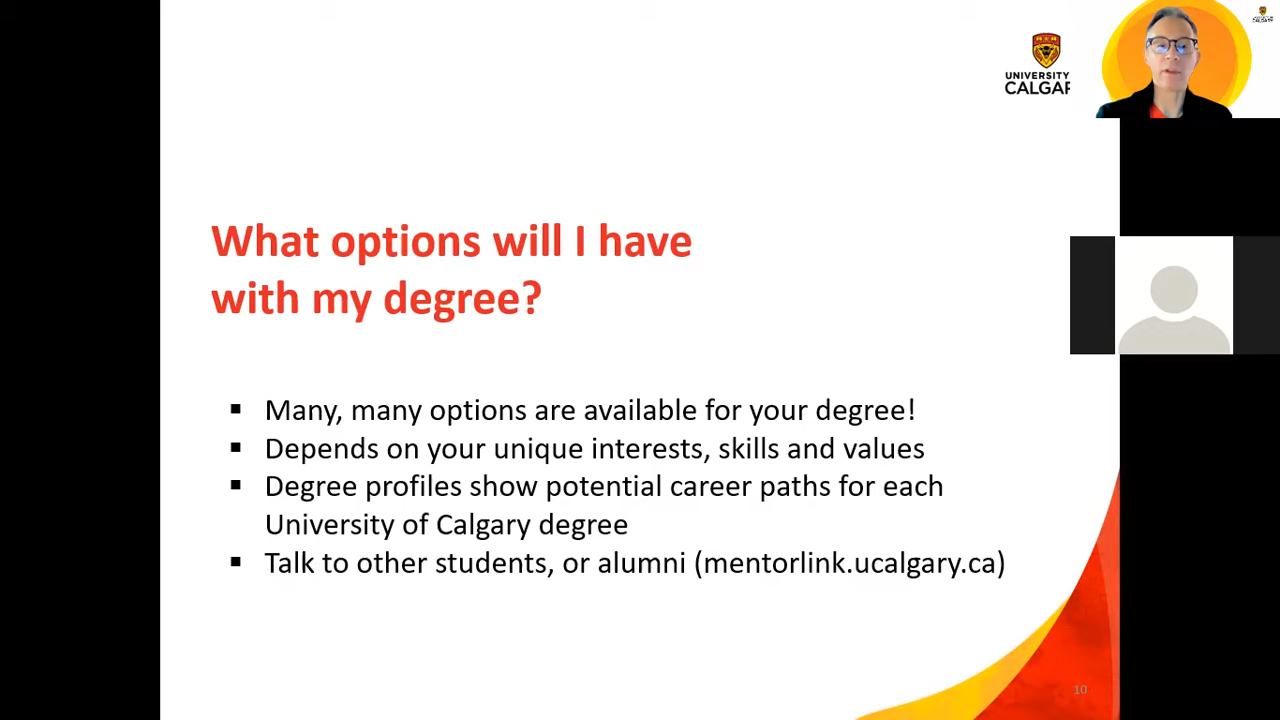 UNIVERSITY
CALGAR
CALGARY
What options will I have
with my degree?
▪ Many, many options are available for your degree!
▪ Depends on your unique interests, skills and values
▪ Degree profiles show potential career paths for each
University of Calgary degree
▪ Talk to other students, or alumni (mentorlink.ucalgary.ca)
10